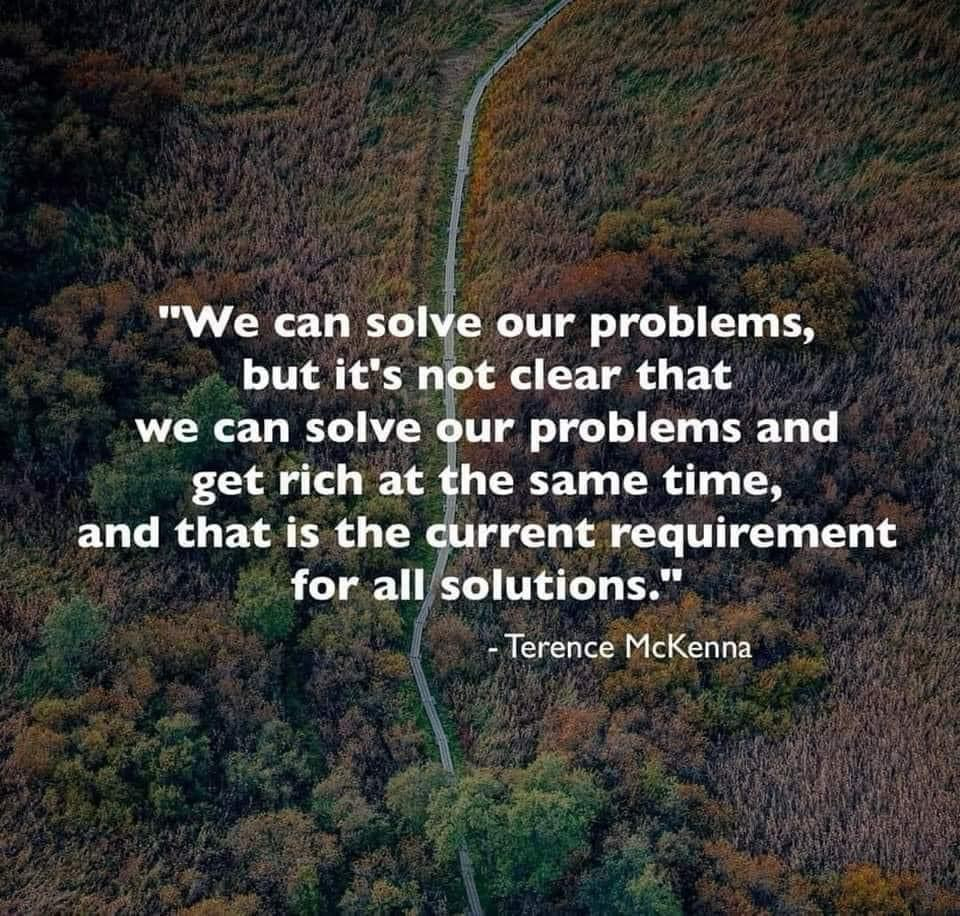 "We can solve our problems,
but it's not clear that
we can solve our problems and
get rich at the same time,
and that is the current requirement
for all solutions."
- Terence McKenna